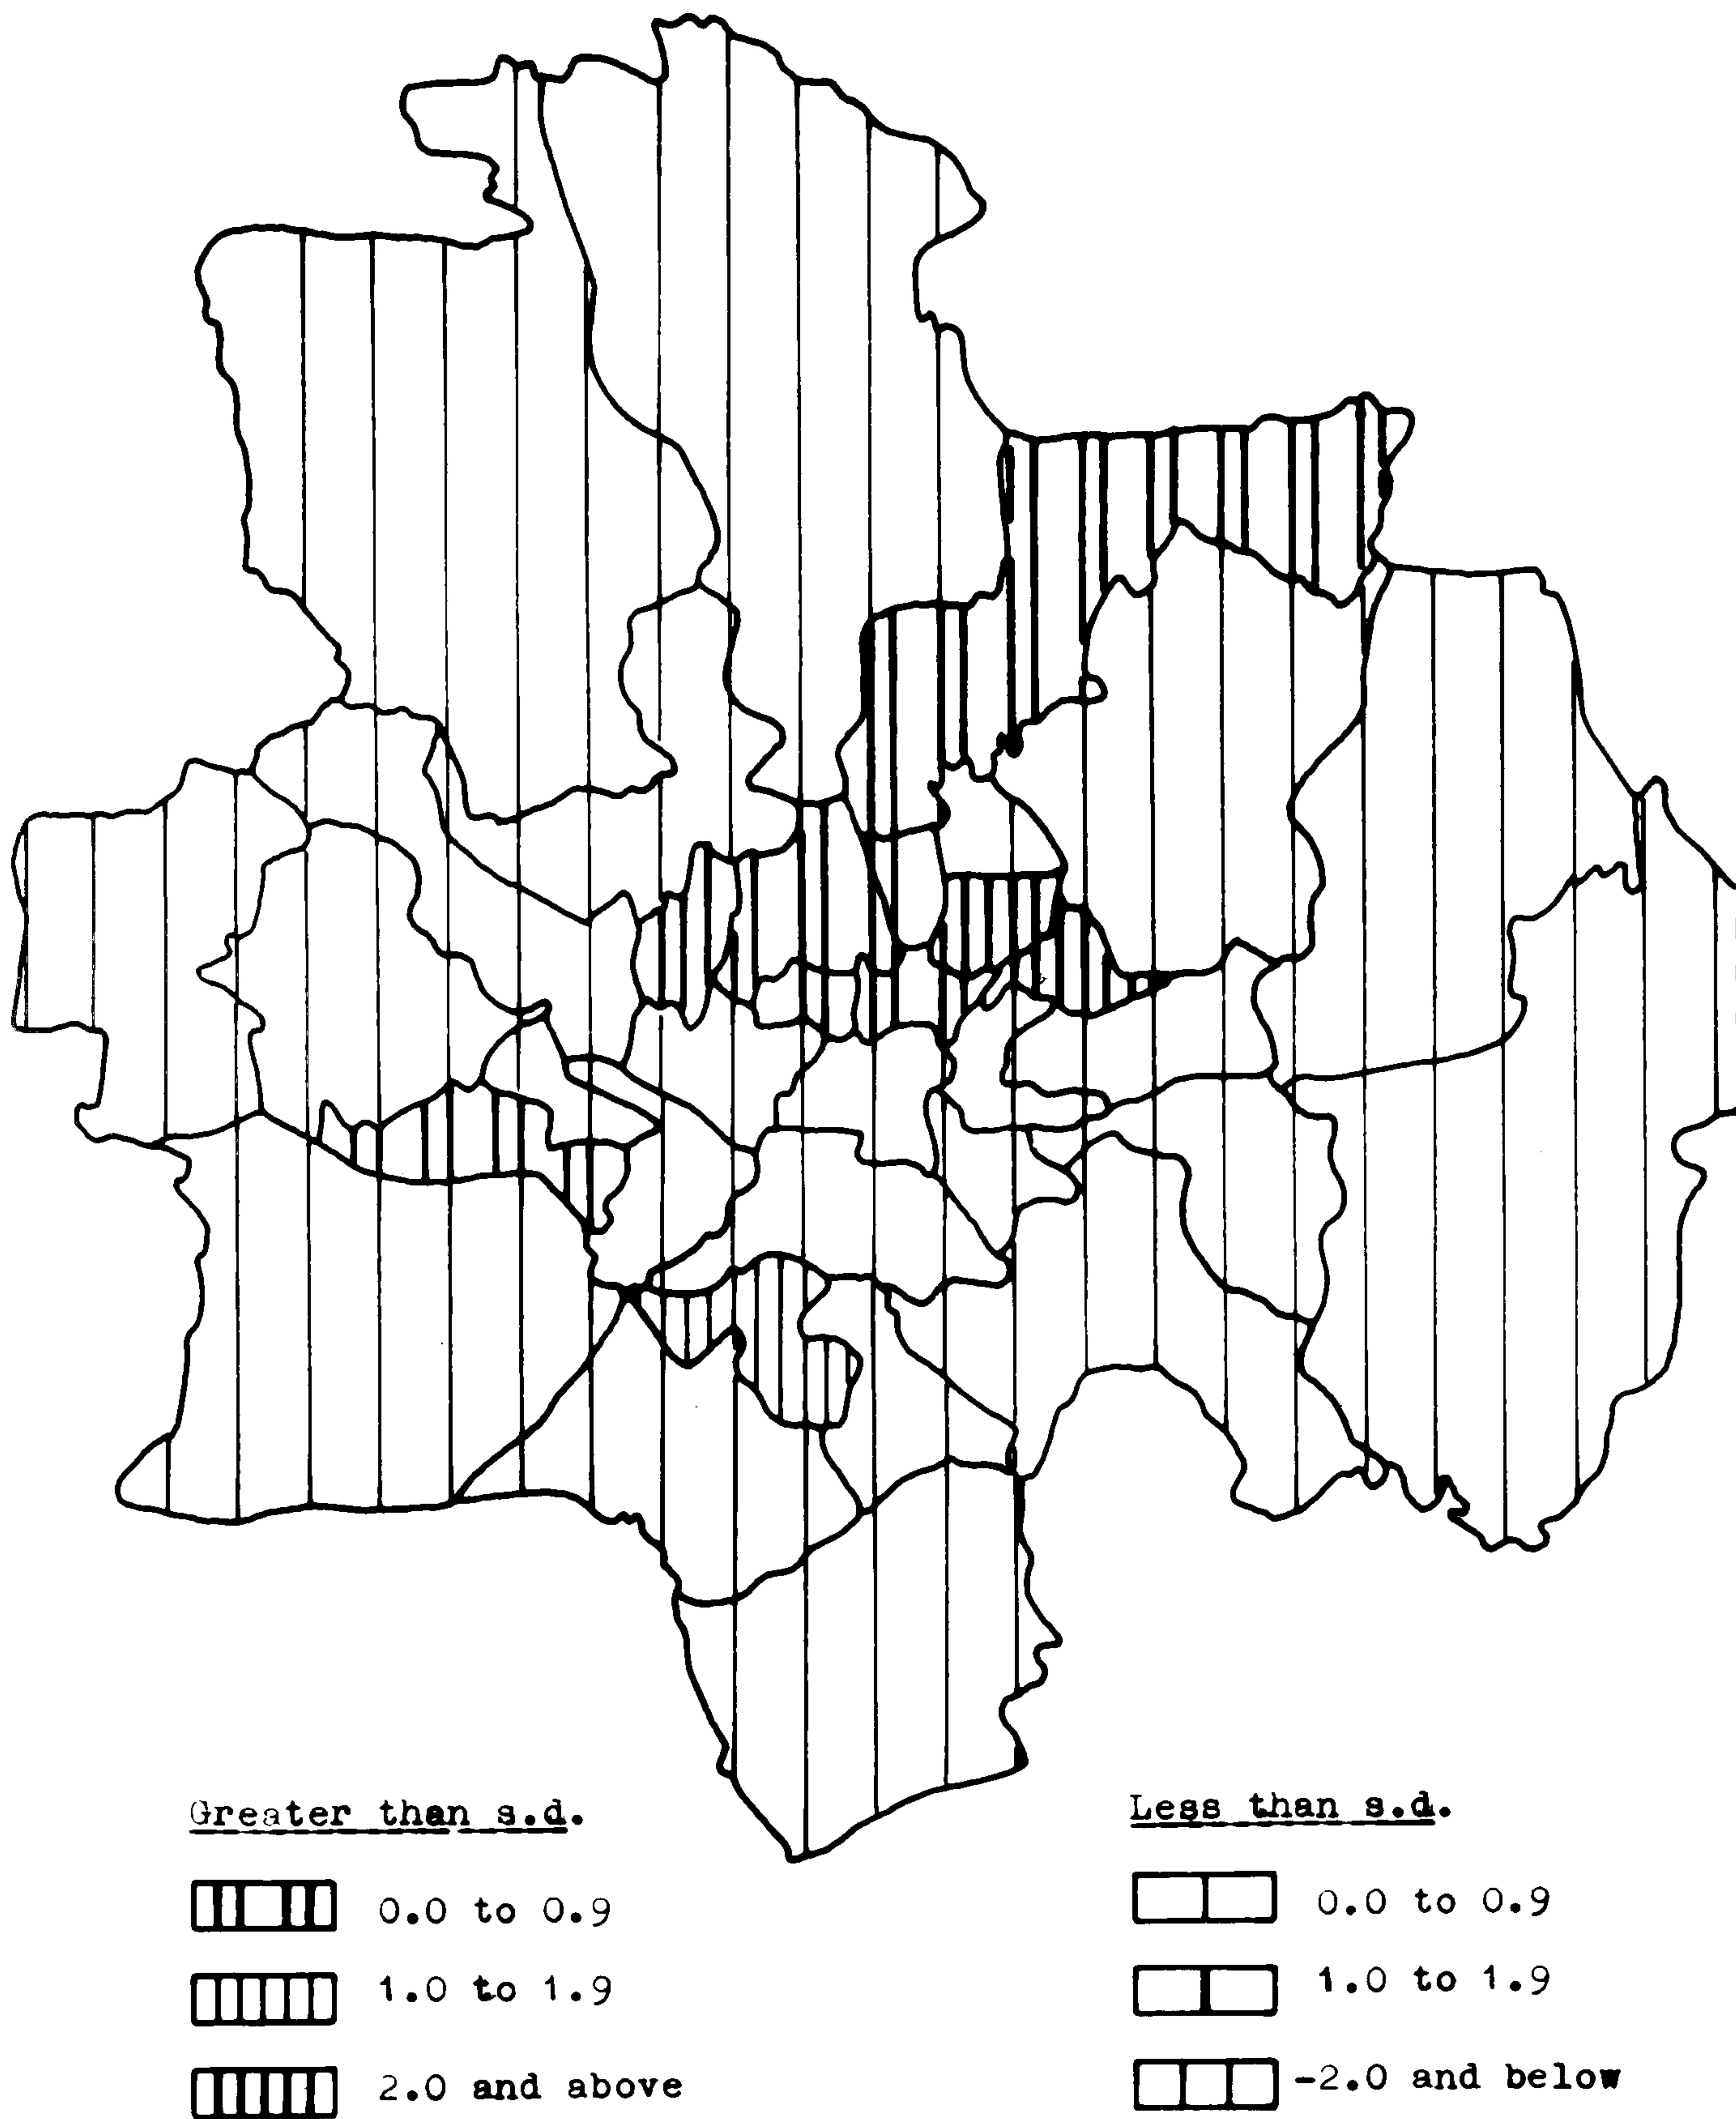 Greater than s.d.
0.0 to 0.9
1.0 to 1.9
2.0 and above
Less than s.d.
0.0 to 0.9
1.0 to 1.9
-2.0 and below